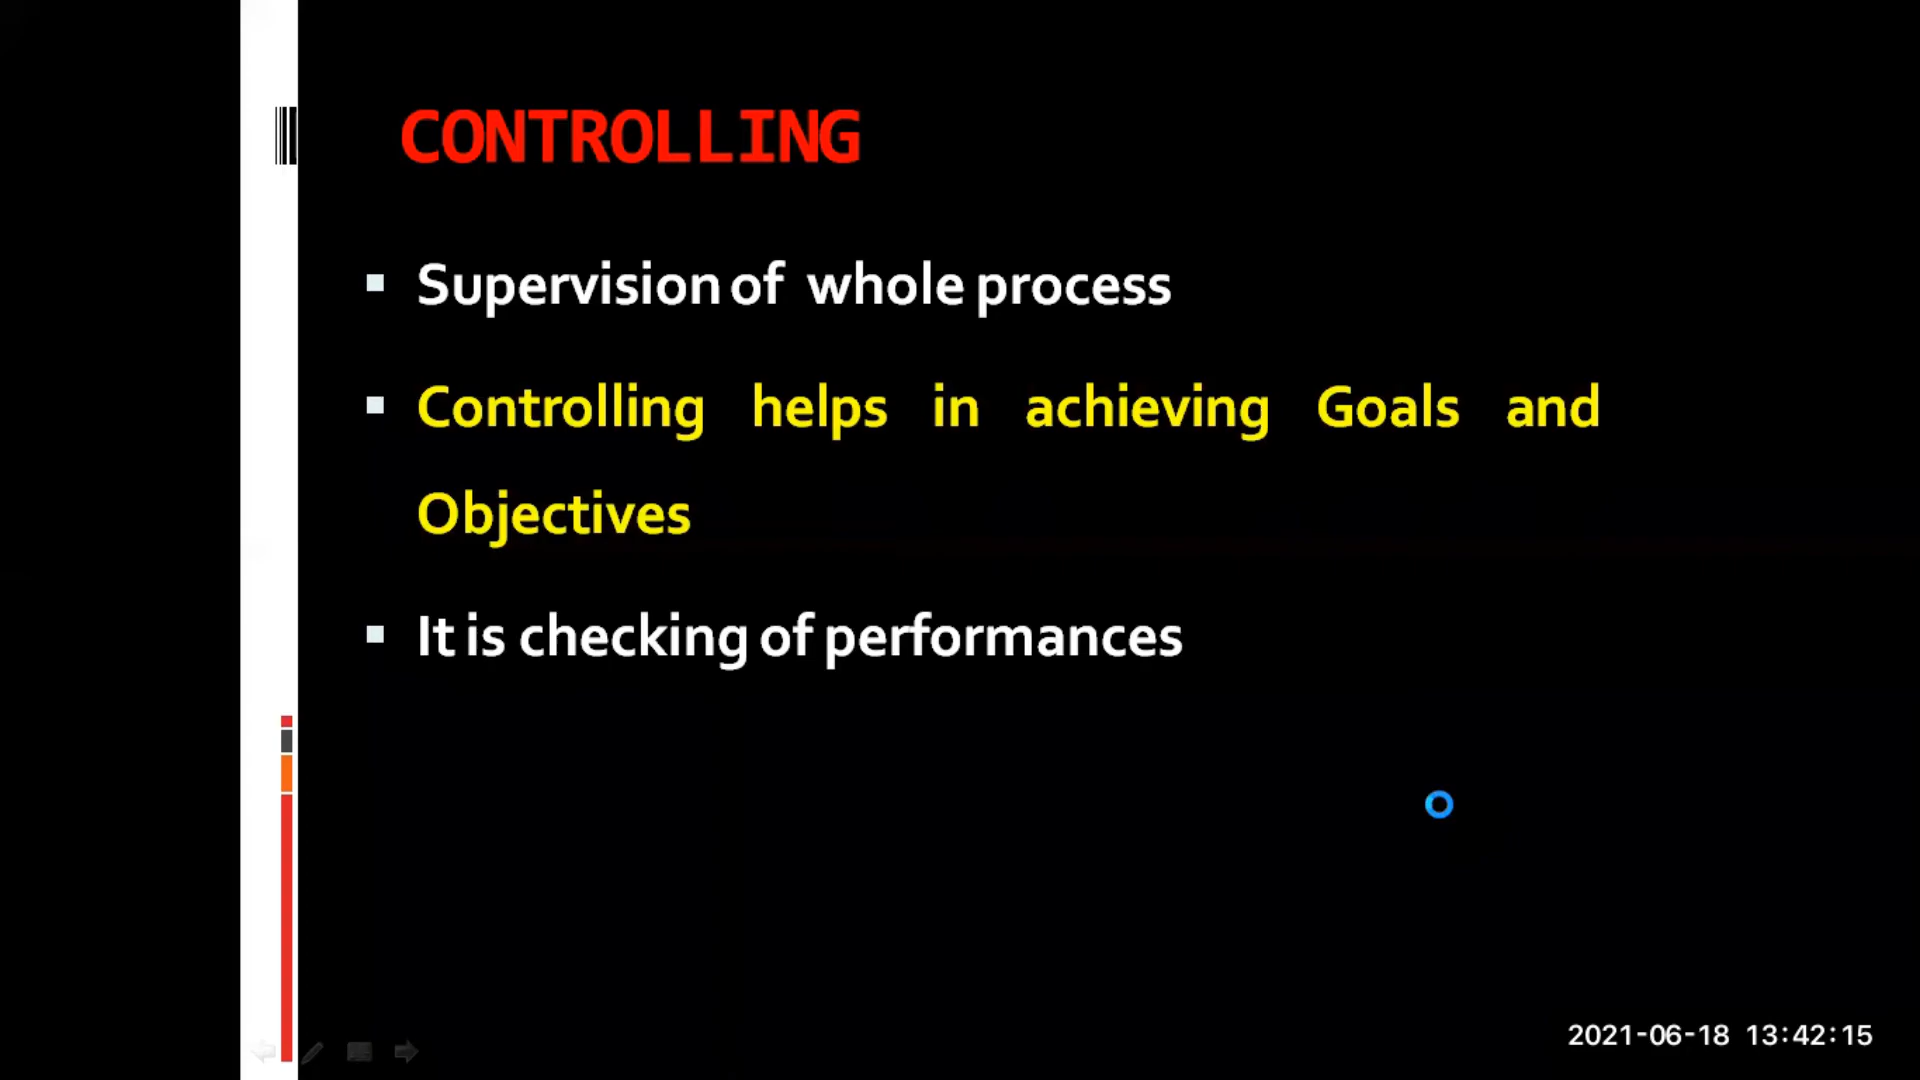 CONTROLLING
Supervision of whole process
Controlling helps in achieving Goals and
Objectives
It is checking of performances
2021-06-18 13:42:15